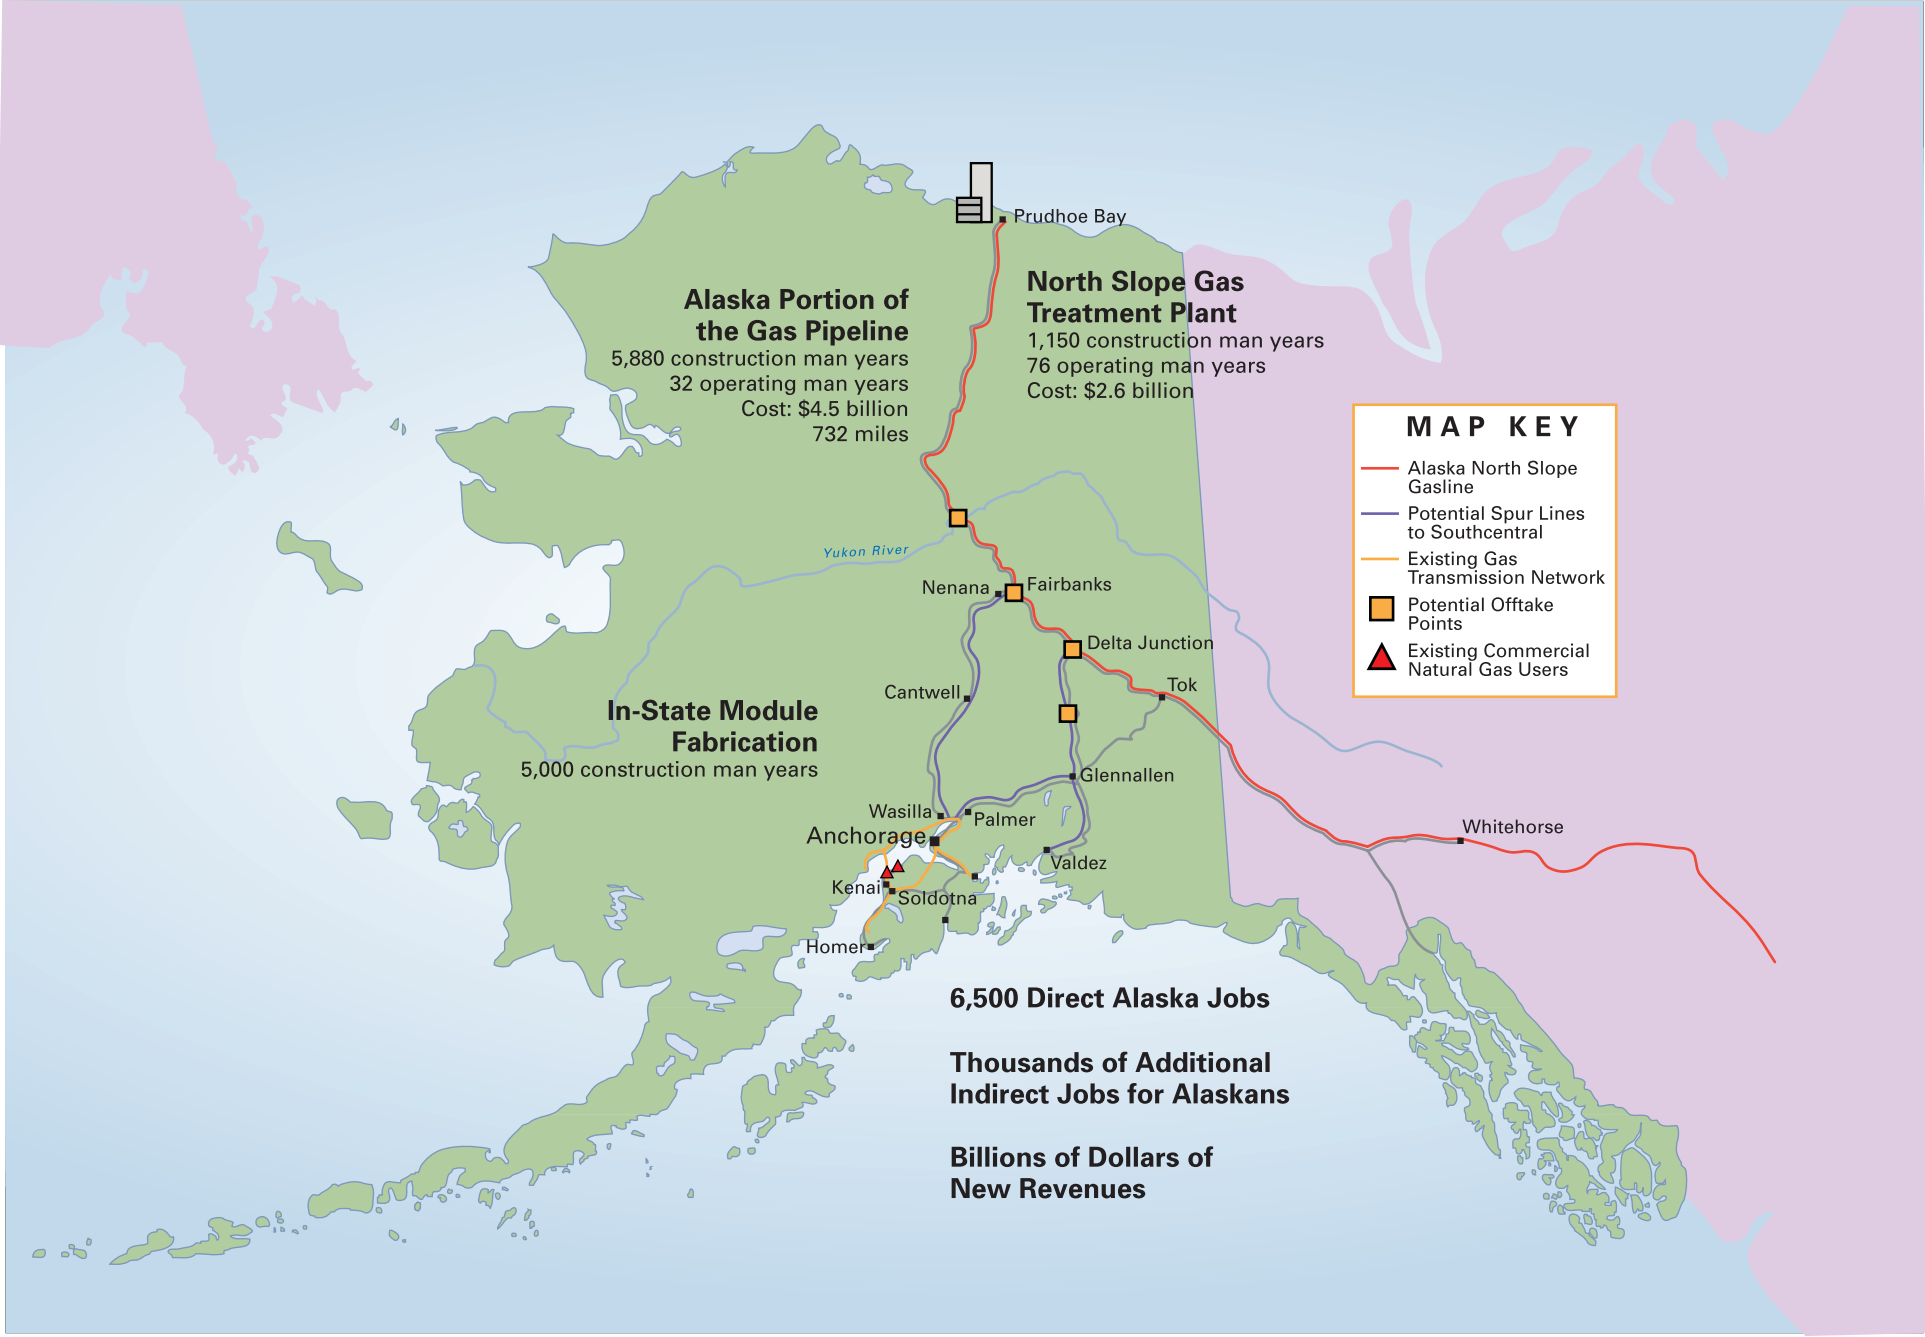 Prudhoe Bay
North Slope Gas
Treatment Plant
1,150 construction man years
76 operating man years
Cost: $2.6 billion
Alaska Portion of
the Gas Pipeline
5,880 construction man years
32 operating man years
Cost: $4.5 billion
732 miles
MAP KEY
Alaska North Slope
Gasline
Potential Spur Lines
to Southcentral
Existing Gas
Transmission Network
Potential Offtake
Points
Existing Commercial
Natural Gas Users
Yukon River
Nenana
Fairbanks
Delta Junction
Cantwell
Tok
In-State Module
Fabrication
5,000 construction man years
Glennallen
Wasilla
Palmer
Anchorage
Whitehorse
Valdez
Kenai
Soldotna
Homer
6,500 Direct Alaska Jobs
Thousands of Additional
Indirect Jobs for Alaskans
Billions of Dollars of
New Revenues